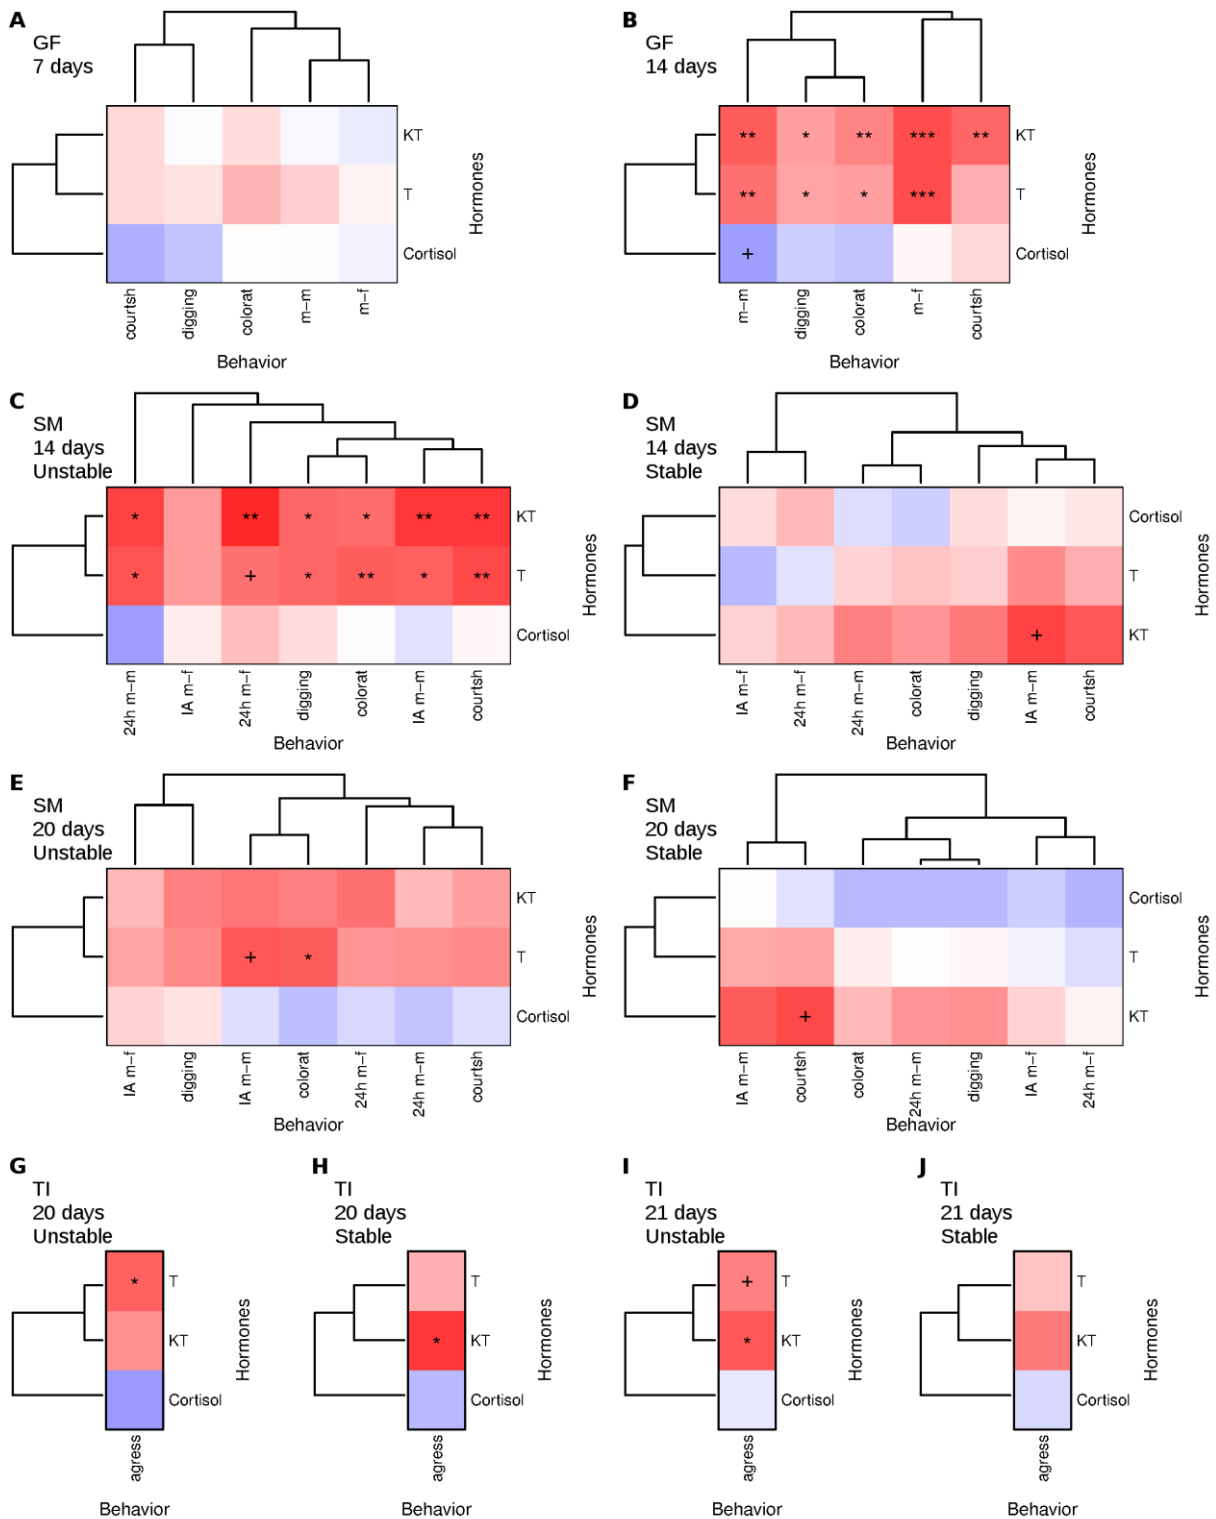 A
GF
7 days
KT
T
Cortisol
Hormones
courtsh
digging
colorat
m-m
m-f
Behavior
B
GF
14 days
** * ** *** **
KT
** * * ***
T
+
Cortisol
Hormones
m-m
digging
colorat
m-f
courtsh
Behavior
C
SM
14 days
Unstable
* ** * * ** **
KT
* + * ** * **
T
Cortisol
Hormones
24h m-m
IA m-f
24h m-f
digging
colorat
IA m-m
courtsh
Behavior
D
SM
14 days
Stable
Cortisol
T
+
KT
Hormones
IA m-f
24h m-f
24h m-m
colorat
digging
IA m-m
courtsh
Behavior
E
SM
20 days
Unstable
KT
+ *
T
Cortisol
Hormones
IA m-f
digging
IA m-m
colorat
24h m-f
24h m-m
courtsh
Behavior
F
SM
20 days
Stable
Cortisol
T
+
KT
Hormones
IA m-m
courtsh
colorat
24h m-m
digging
IA m-f
24h m-f
Behavior
G
TI
20 days
Unstable
*
T
KT
Cortisol
Hormones
agress
Behavior
H
TI
20 days
Stable
T
*
KT
Cortisol
Hormones
agress
Behavior
I
TI
21 days
Unstable
+
T
*
KT
Cortisol
Hormones
agress
Behavior
J
TI
21 days
Stable
T
KT
Cortisol
Hormones
agress
Behavior